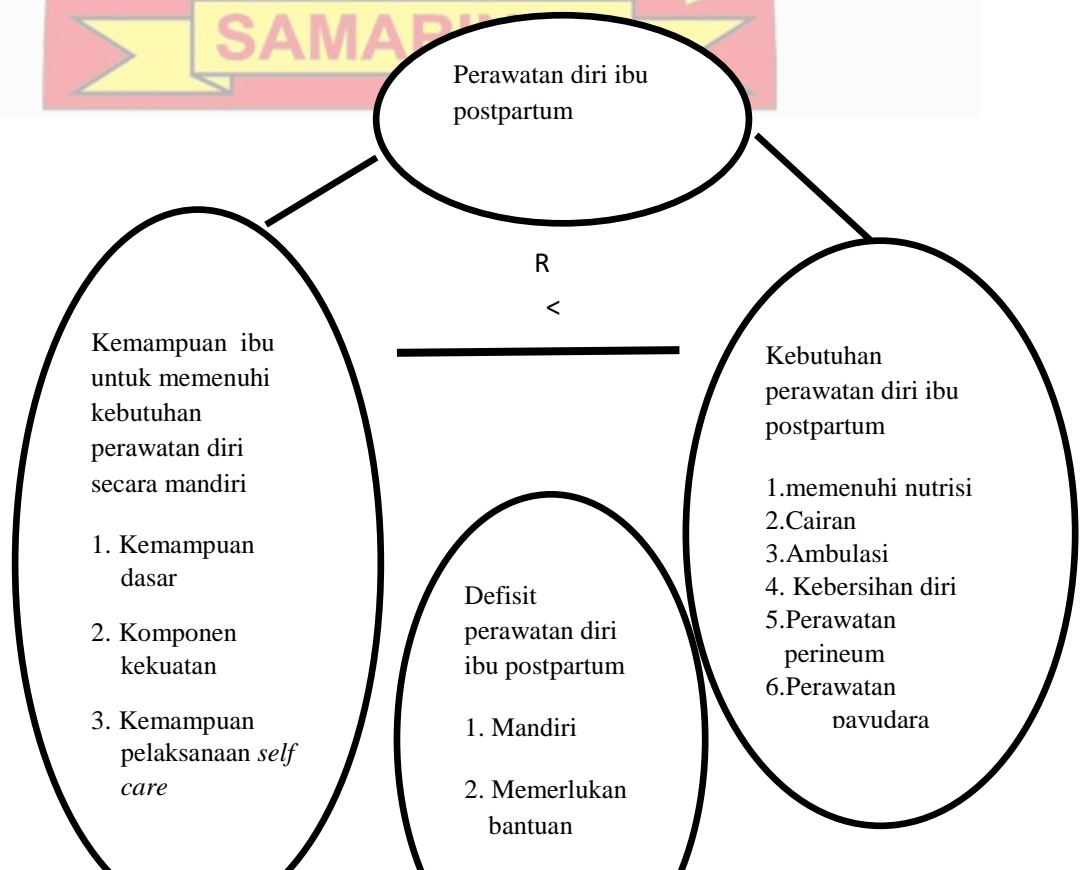 Perawatan diri ibu
postpartum
R
<
Kemampuan ibu
untuk memenuhi
kebutuhan
perawatan diri
secara mandiri
1. Kemampuan
dasar
2. Komponen
kekuatan
3. Kemampuan
pelaksanaan self
care
Defisit
perawatan diri
ibu postpartum
1. Mandiri
2. Memerlukan
bantuan
Kebutuhan
perawatan diri ibu
postpartum
1.memenuhi nutrisi
2.Cairan
3.Ambulasi
4. Kebersihan diri
5.Perawatan
perineum
6.Perawatan
payudara